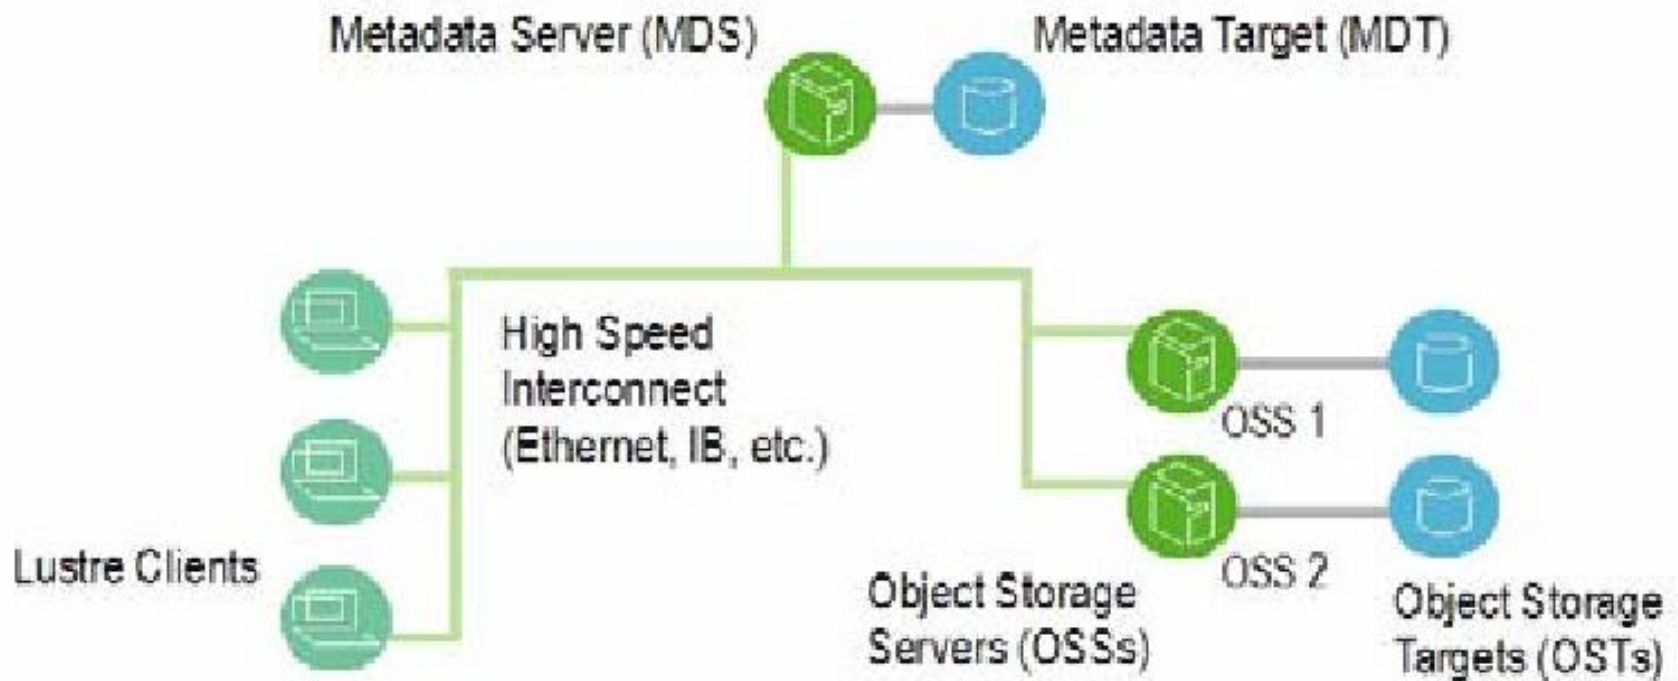 Metadata Server (MDS)
Metadata Target (MDT)
High Speed
Interconnect
(Ethernet, IB, etc.)
OSS 1
OSS 2
Lustre Clients
Object Storage
Servers (OSSs)
Object Storage
Targets (OSTs)